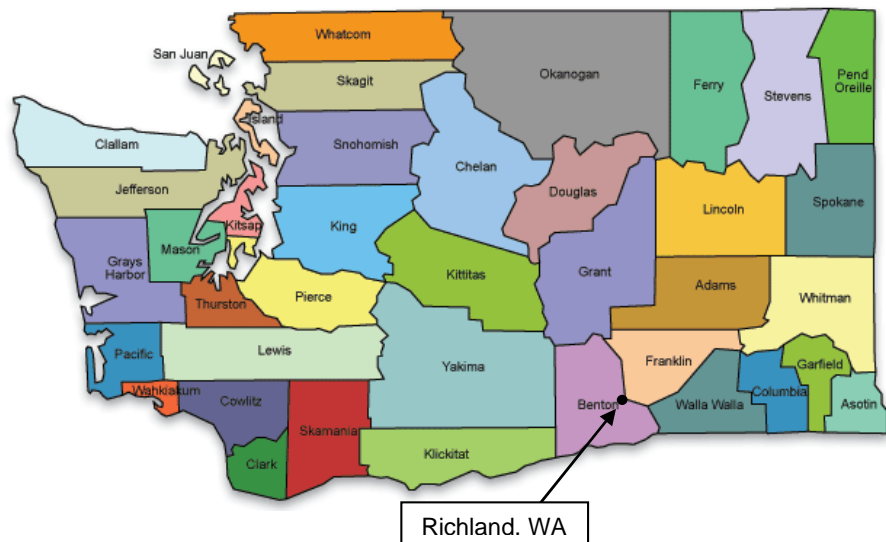 Whatcom
San Juan
Skagit
Okanogan
Ferry
Stevens
Pend
Oreille
Island
Clallam
Snohomish
Chelan
Jefferson
Douglas
Lincoln
Spokane
Kitsap
King
Mason
Grays
Harbor
Kittitas
Grant
Adams
Whitman
Thurston
Pierce
Pacific
Lewis
Yakima
Franklin
Garfield
Wahkiakum
Cowlitz
Skamania
Benton
Walla Walla
Columbia
Asotin
Clark
Klickitat
Richland. WA